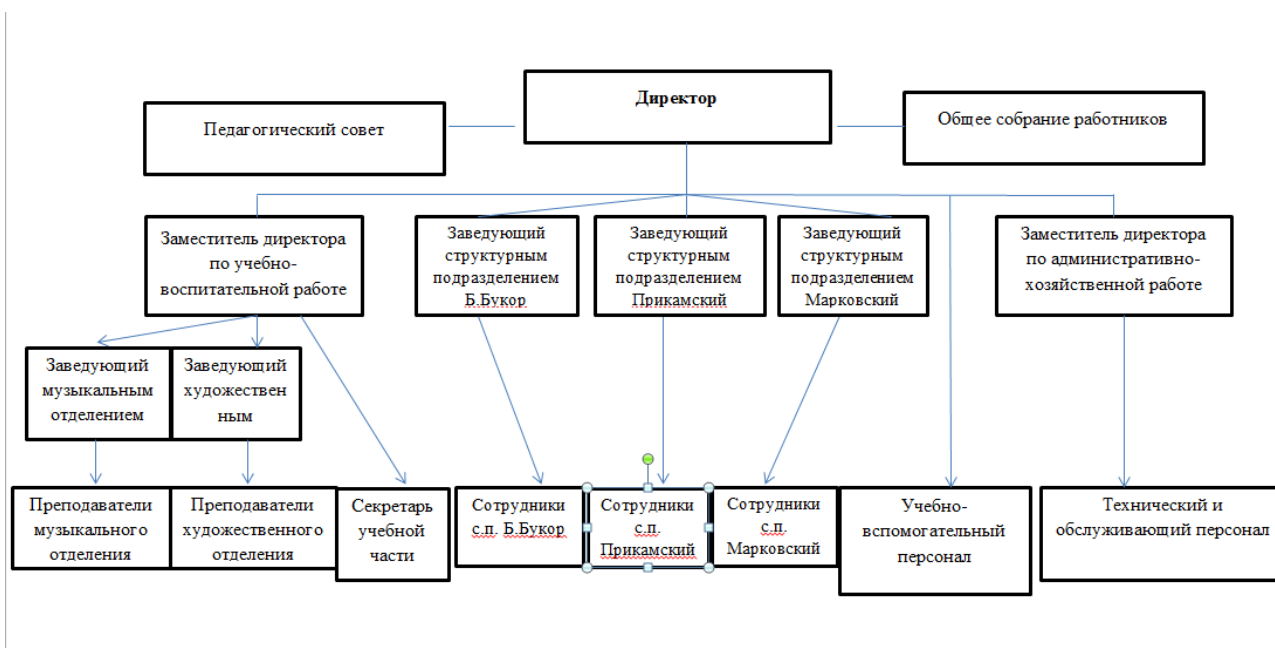 Директор
Педагогический совет
Общее собрание работников
Заместитель директора
по учебно-
воспитательной работе
Заведующий
структурным
подразделением
Б.Букор
Заведующий
структурным
подразделением
Прикамский
Заведующий
структурным
подразделением
Марковский
Заместитель директора
по административно-
хозяйственной работе
Заведующий
музыкальным
отделением
Заведующий
художествен
ным
Преподаватели
музыкального
отделения
Преподаватели
художественного
отделения
Секретарь
учебной
части
Сотрудники
с.п. Б.Букор
Сотрудники
с.п.
Прикамский
Сотрудники
с.п.
Марковский
Учебно-
вспомогательный
персонал
Технический и
обслуживающий персонал